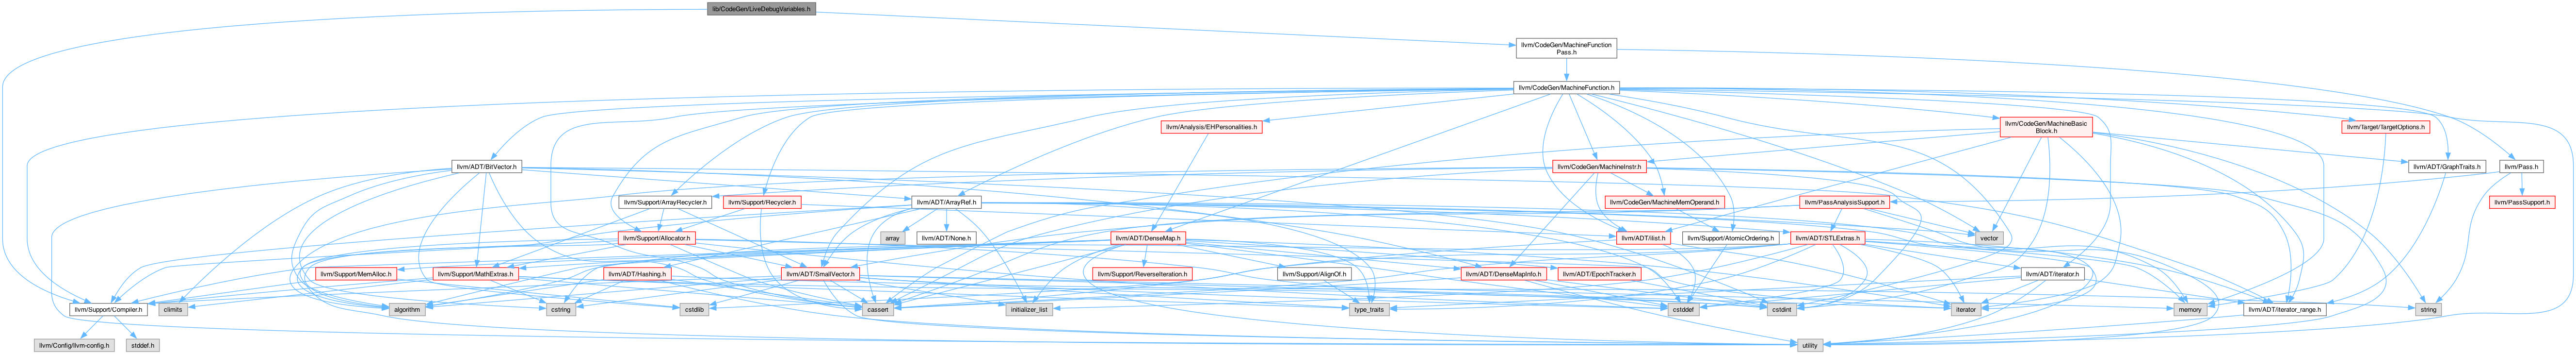 lib/CodeGen/LiveDebugVariables.h
llvm/CodeGen/MachineFunction
Pass.h
llvm/CodeGen/MachineFunction.h
llvm/Analysis/EHPersonalities.h
llvm/CodeGen/MachineBasic
Block.h
llvm/Target/TargetOptions.h
llvm/ADT/BitVector.h
llvm/CodeGen/MachineInstr.h
llvm/ADT/GraphTraits.h
llvm/Pass.h
llvm/Support/ArrayRecycler.h
llvm/Support/Recycler.h
llvm/ADT/ArrayRef.h
llvm/CodeGen/MachineMemOperand.h
llvm/PassAnalysisSupport.h
llvm/PassSupport.h
llvm/Support/Allocator.h
array
llvm/ADT/None.h
llvm/ADT/DenseMap.h
llvm/ADT/ilist.h
llvm/Support/AtomicOrdering.h
llvm/ADT/STLExtras.h
vector
llvm/Support/MemAlloc.h
llvm/Support/MathExtras.h
llvm/ADT/Hashing.h
llvm/ADT/SmallVector.h
llvm/Support/ReverseIteration.h
llvm/Support/AlignOf.h
llvm/ADT/DenseMapInfo.h
llvm/ADT/EpochTracker.h
llvm/ADT/iterator.h
llvm/Support/Compiler.h
climits
algorithm
cstring
cstdlib
cassert
initializer_list
type_traits
cstddef
cstdint
iterator
memory
llvm/ADT/iterator_range.h
string
llvm/Config/llvm-config.h
stddef.h
utility